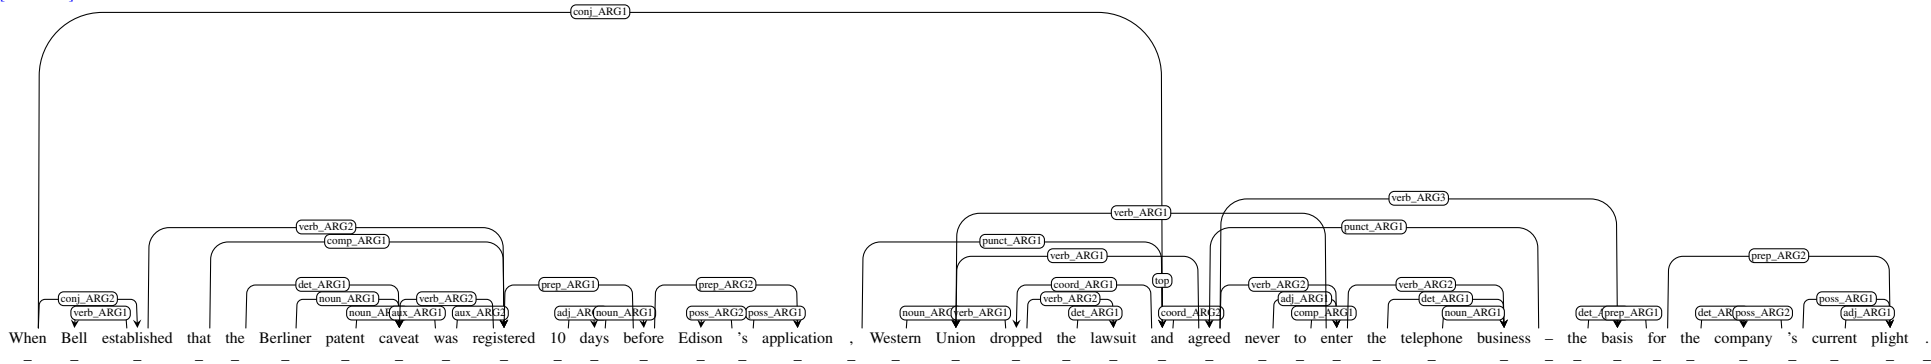 conj_ARG1
verb_ARG3
verb_ARG1
verb_ARG2 punct_ARG1
comp_ARG1 punct_ARG1
verb_ARG1 prep_ARG2
top
det_ARG1 prep_ARG1 prep_ARG2 coord_ARG1 verb_ARG2 verb_ARG2
conj_ARG2 noun_ARG1 verb_ARG2 verb_ARG2 adj_ARG1 det_ARG1 poss_ARG1
verb_ARG1 aux_ARG1 aux_ARG2 noun_ARG1 poss_ARG2 poss_ARG1 verb_ARG1 det_ARG1 coord_ARG2 comp_ARG1 noun_ARG1 prep_ARG1 poss_ARG2 adj_ARG1
When Bell established that the Berliner patent caveat was registered 10 days before Edison 's application , Western Union dropped the lawsuit and agreed never to enter the telephone business – the basis for the company 's current plight .